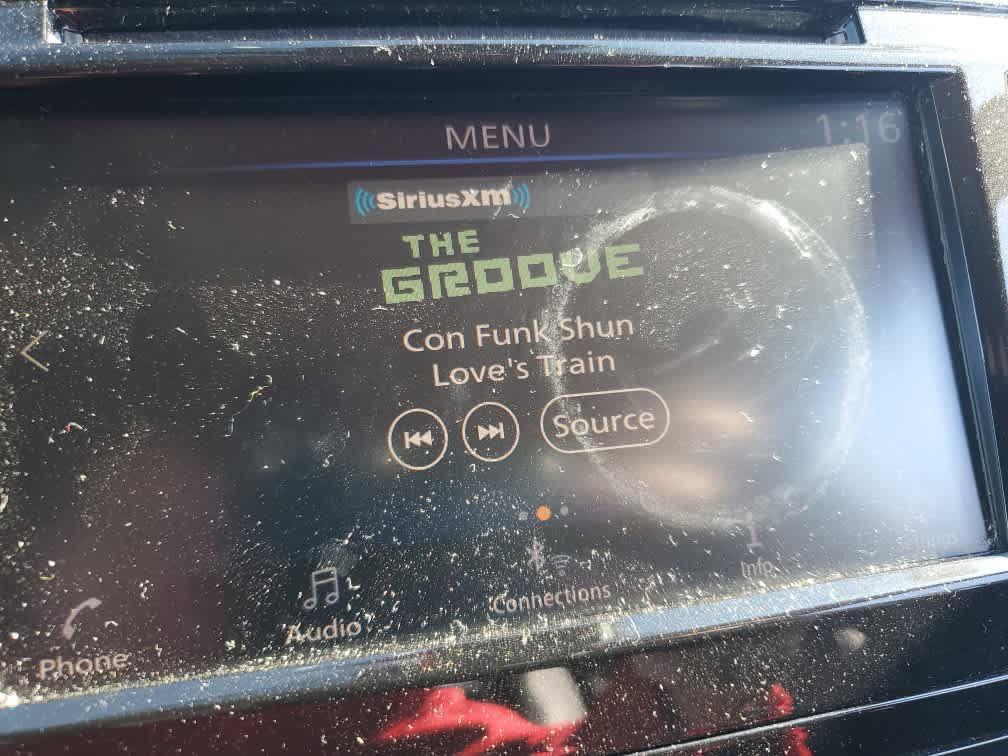 MENU
1:16
SiriusXm
THE
GROOVE
Con Funk Shun
Love's Train
Source
Phone
Audio
Connections
Info